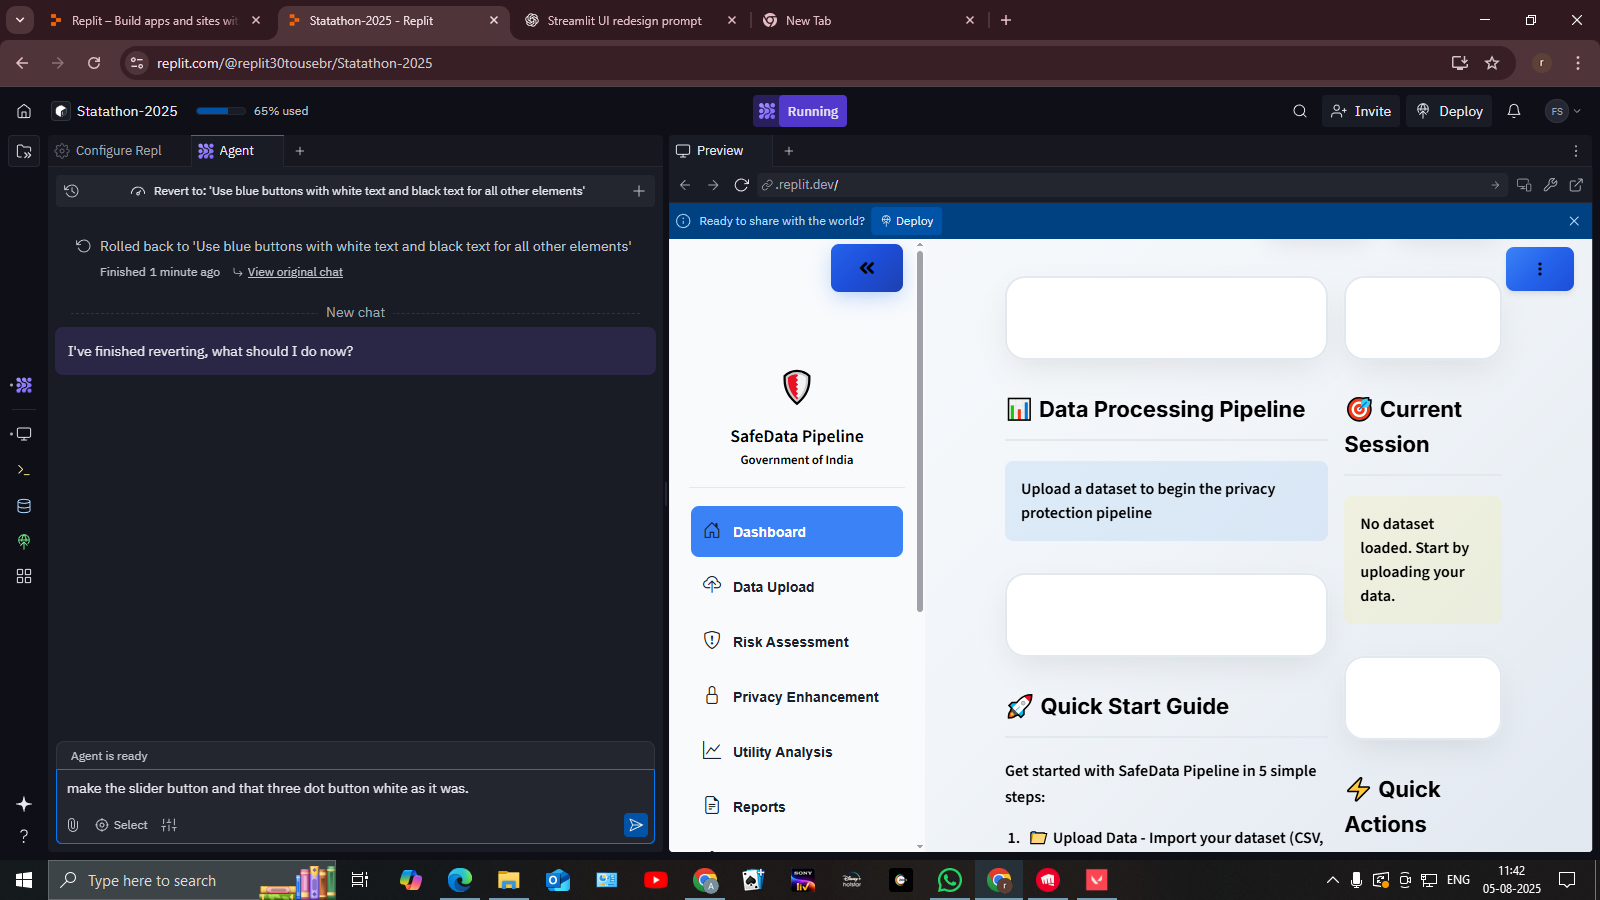 Replit – Build apps and sites wit
Statathon-2025 - Replit
Streamlit UI redesign prompt
New Tab
replit.com/@replit30tousebr/Statathon-2025
r
Statathon-2025
65% used
Running
Invite
Deploy
FS
Configure Repl
Agent
Preview
Revert to: 'Use blue buttons with white text and black text for all other elements'
.replit.dev/
Ready to share with the world?
Deploy
Rolled back to 'Use blue buttons with white text and black text for all other elements'
Finished 1 minute ago
View original chat
New chat
I've finished reverting, what should I do now?
Agent is ready
make the slider button and that three dot button white as it was.
Select
SafeData Pipeline
Government of India
Dashboard
Data Upload
Risk Assessment
Privacy Enhancement
Utility Analysis
Reports
Data Processing Pipeline
Upload a dataset to begin the privacy
protection pipeline
Quick Start Guide
Get started with SafeData Pipeline in 5 simple
steps:
1. Upload Data - Import your dataset (CSV,
Current
Session
No dataset
loaded. Start by
uploading your
data.
Quick
Actions
Type here to search
A
SONY
liv
Disney+
hotstar
r
ENG
11:42
05-08-2025